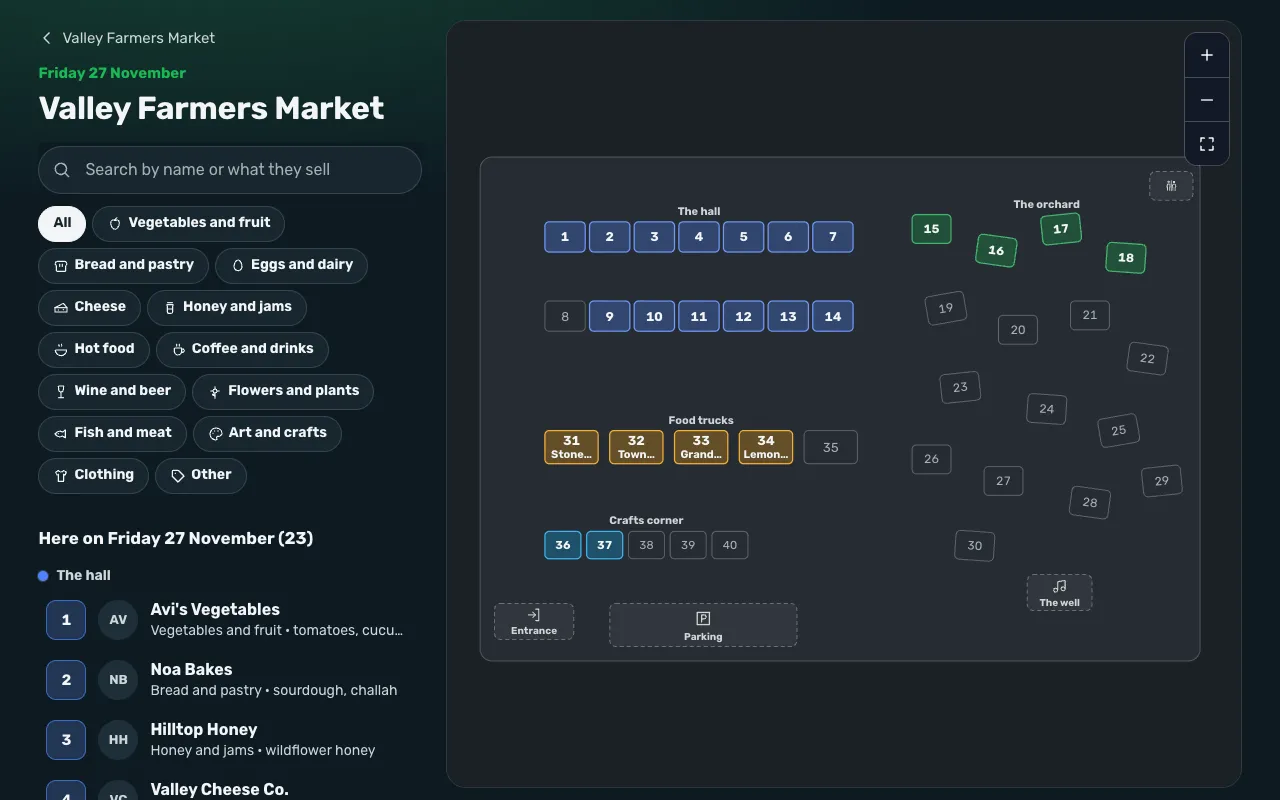 Valley Farmers Market
Friday 27 November
Valley Farmers Market
Search by name or what they sell
All
Vegetables and fruit
Bread and pastry
Eggs and dairy
Cheese
Honey and jams
Hot food
Coffee and drinks
Wine and beer
Flowers and plants
Fish and meat
Art and crafts
Clothing
Other
Here on Friday 27 November (23)
The hall
1
AV
Avi's Vegetables
Vegetables and fruit • tomatoes, cucu…
2
NB
Noa Bakes
Bread and pastry • sourdough, challah
3
HH
Hilltop Honey
Honey and jams • wildflower honey
4
VC
Valley Cheese Co.
The hall
1 2 3 4 5 6 7
8 9 10 11 12 13 14
Food trucks
31 32 33 34 35
Stone… Town… Grand… Lemon…
Crafts corner
36 37 38 39 40
Entrance
P
Parking
The orchard
15
16
17
18
19
20
21
22
23
24
25
26
27
28
29
30
The well